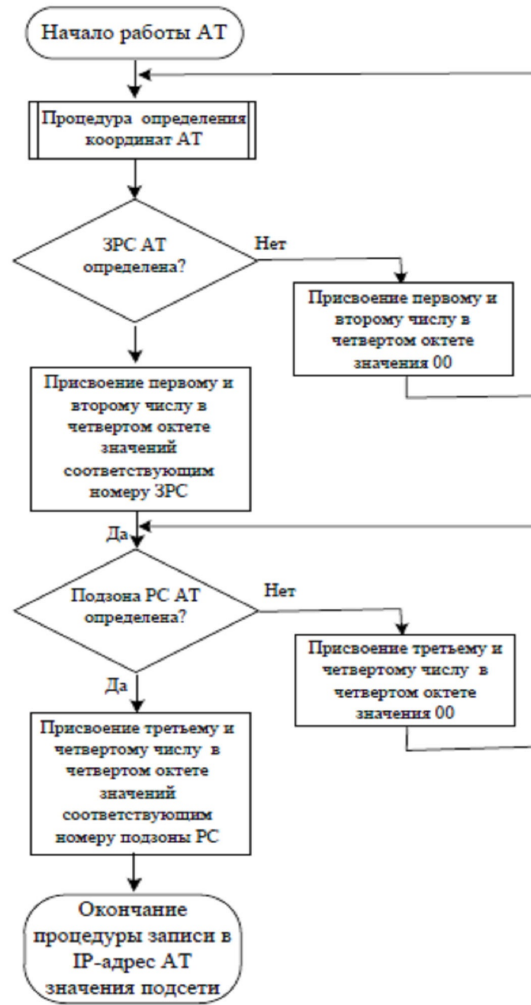 Начало работы АТ
Процедура определения
координат АТ
ЗРС АТ
определена?
Нет
Присвоение первому и
второму числу в
четвертом октете
значения 00
Присвоение первому и
второму числу в
четвертом октете
значений
соответствующим
номеру ЗРС
Да
Подзона РС АТ
определена?
Нет
Присвоение третьему и
четвертому числу в
четвертом октете
значения 00
Да
Присвоение третьему и
четвертому числу в
четвертом октете
значений
соответствующим
номеру подзоны РС
Окончание
процедуры записи в
IP-адрес АТ
значения подсети